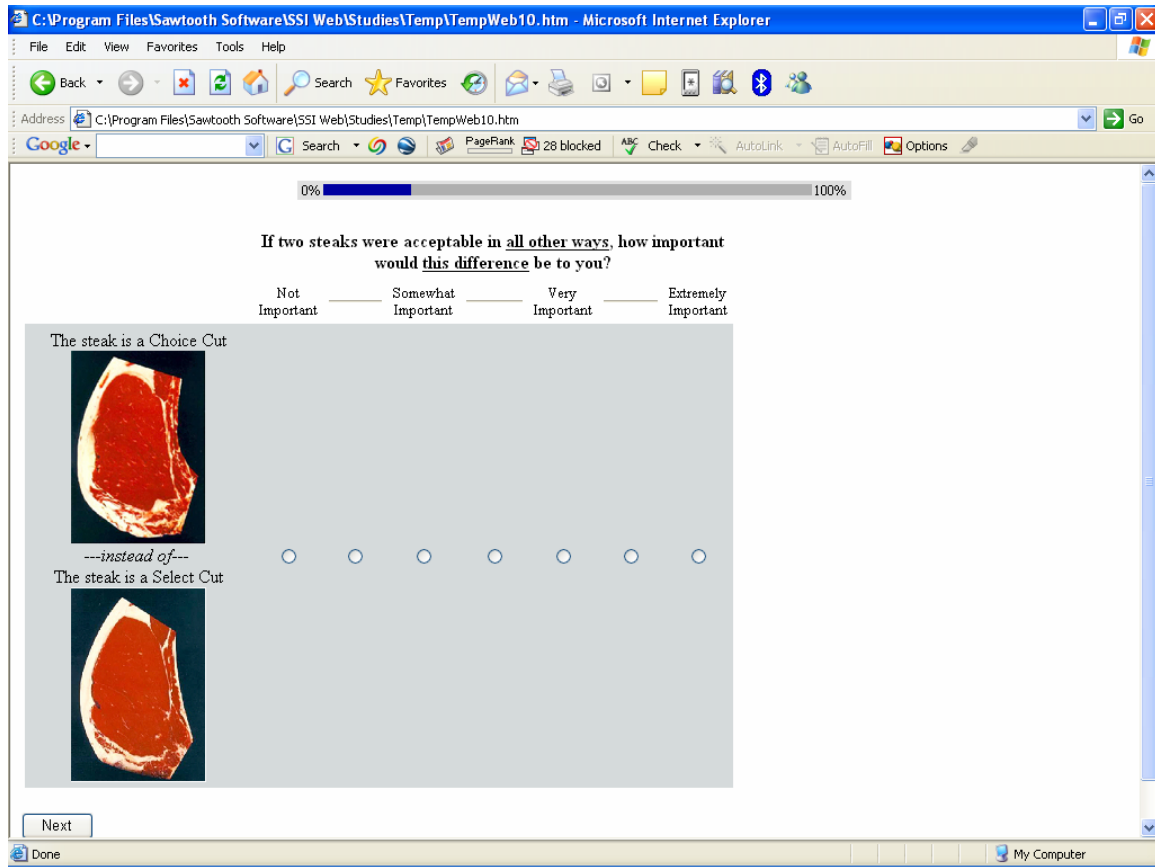 C:\Program Files\Sawtooth Software\SSI Web\Studies\Temp\TempWeb10.htm - Microsoft Internet Explorer
File Edit View Favorites Tools Help
Back Search Favorites
Address C:\Program Files\Sawtooth Software\SSI Web\Studies\Temp\TempWeb10.htm Go
Google G Search PageRank 28 blocked ABC Check AutoLink AutoFill Options
0% 100%
If two steaks were acceptable in all other ways, how important
would this difference be to you?
Not Somewhat Very Extremely
Important Important Important Important
The steak is a Choice Cut
---instead of---
The steak is a Select Cut
Next
Done My Computer